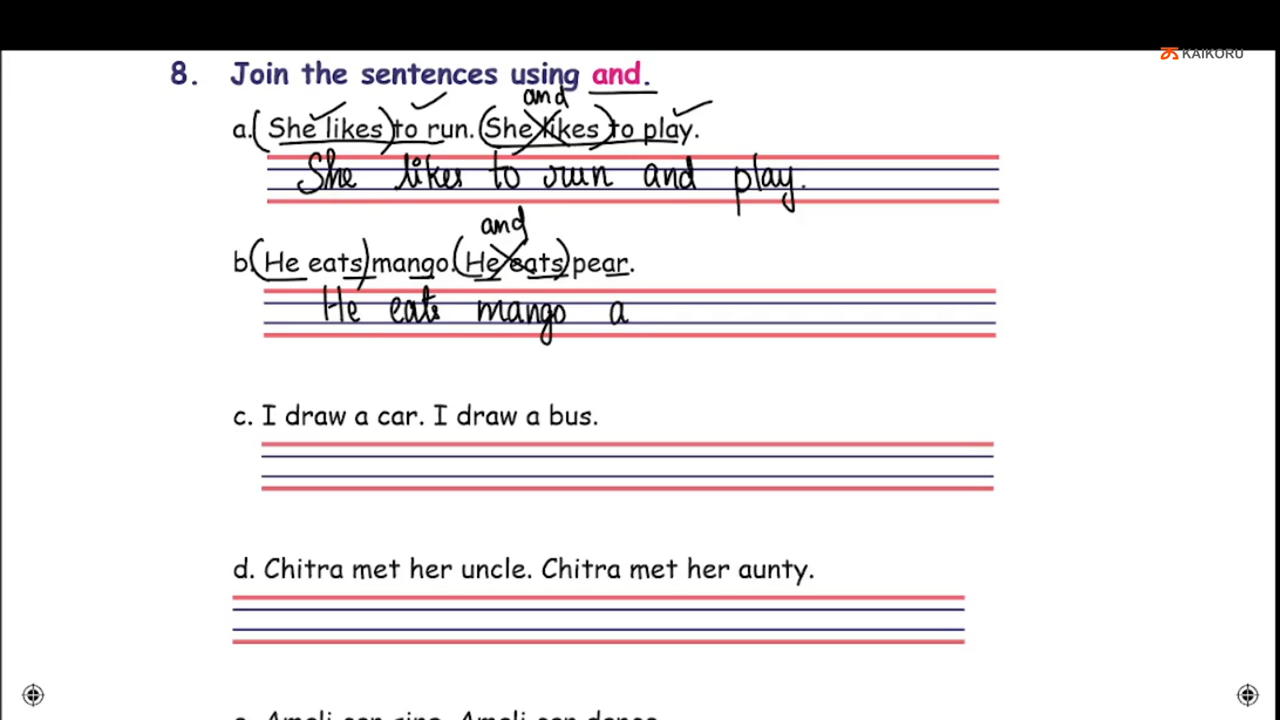 KAIKORU
8. Join the sentences using and.
and
a. (She likes) to run. (She likes) to play.
She likes to run and play.
and
b. (He eats) mango. (He eats) pear.
He eats mango a
c. I draw a car. I draw a bus.
d. Chitra met her uncle. Chitra met her aunty.